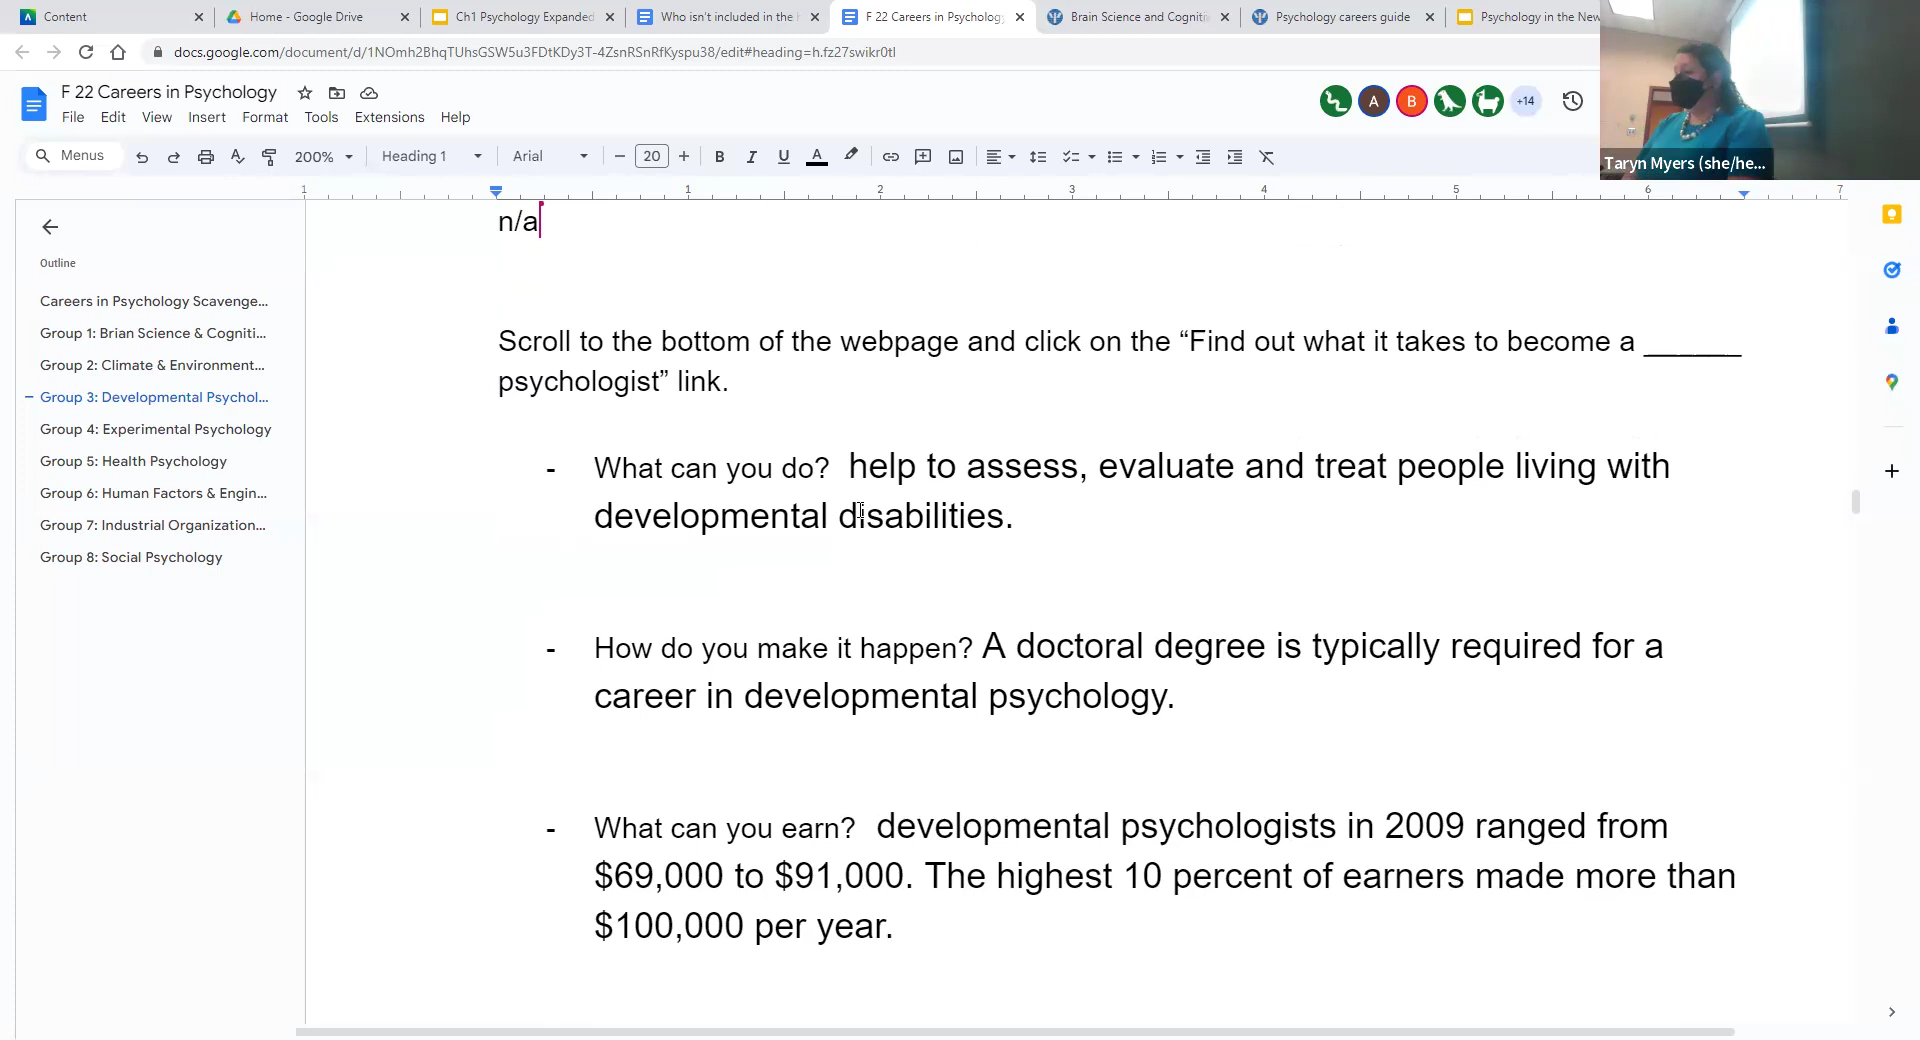 Content
Home - Google Drive
Ch1 Psychology Expanded
Who isn't included in the h
F 22 Careers in Psychology
Brain Science and Cogniti
Psychology careers guide
Psychology in the New
docs.google.com/document/d/1NOmh2BhqTUhsGSW5u3FDtKDy3T-4ZsnRSnRfKyspu38/edit#heading=h.fz27swikr0tl
F 22 Careers in Psychology
A B +14
File Edit View Insert Format Tools Extensions Help
Menus 200% Heading 1 Arial 20 B I U A
Taryn Myers (she/he...
1 1 2 3 4 5 6 7
Outline
Careers in Psychology Scavenge...
Group 1: Brian Science & Cogniti...
Group 2: Climate & Environment...
Group 3: Developmental Psychol...
Group 4: Experimental Psychology
Group 5: Health Psychology
Group 6: Human Factors & Engin...
Group 7: Industrial Organization...
Group 8: Social Psychology
n/a
Scroll to the bottom of the webpage and click on the “Find out what it takes to become a ______
psychologist” link.
- What can you do? help to assess, evaluate and treat people living with
developmental disabilities.
- How do you make it happen? A doctoral degree is typically required for a
career in developmental psychology.
- What can you earn? developmental psychologists in 2009 ranged from
$69,000 to $91,000. The highest 10 percent of earners made more than
$100,000 per year.